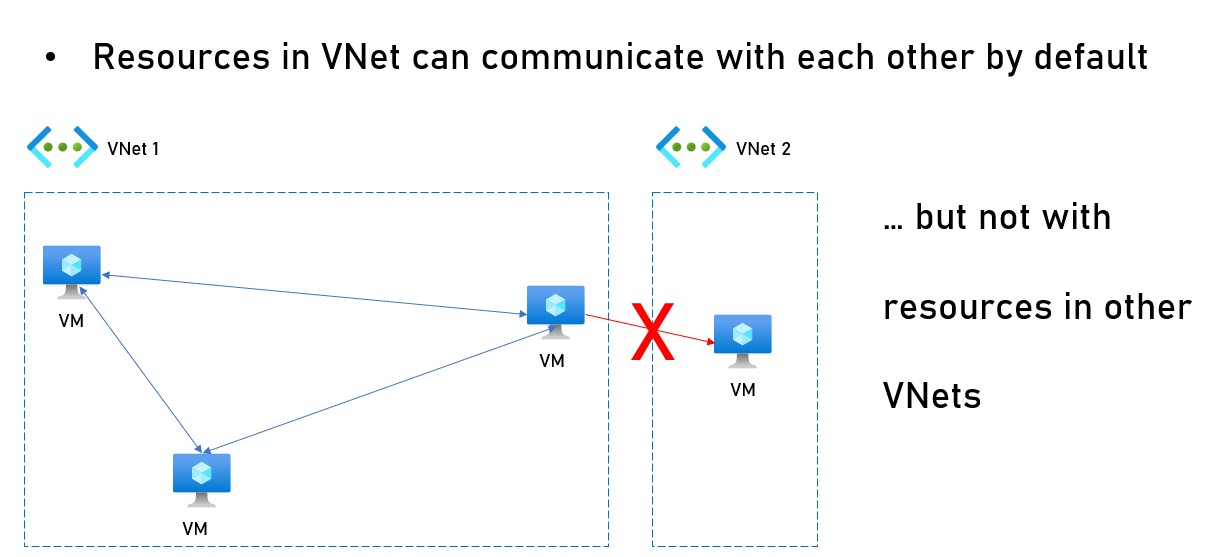 • Resources in VNet can communicate with each other by default
VNet 1
VNet 2
... but not with
resources in other
VNets
VM
VM
VM
VM
X